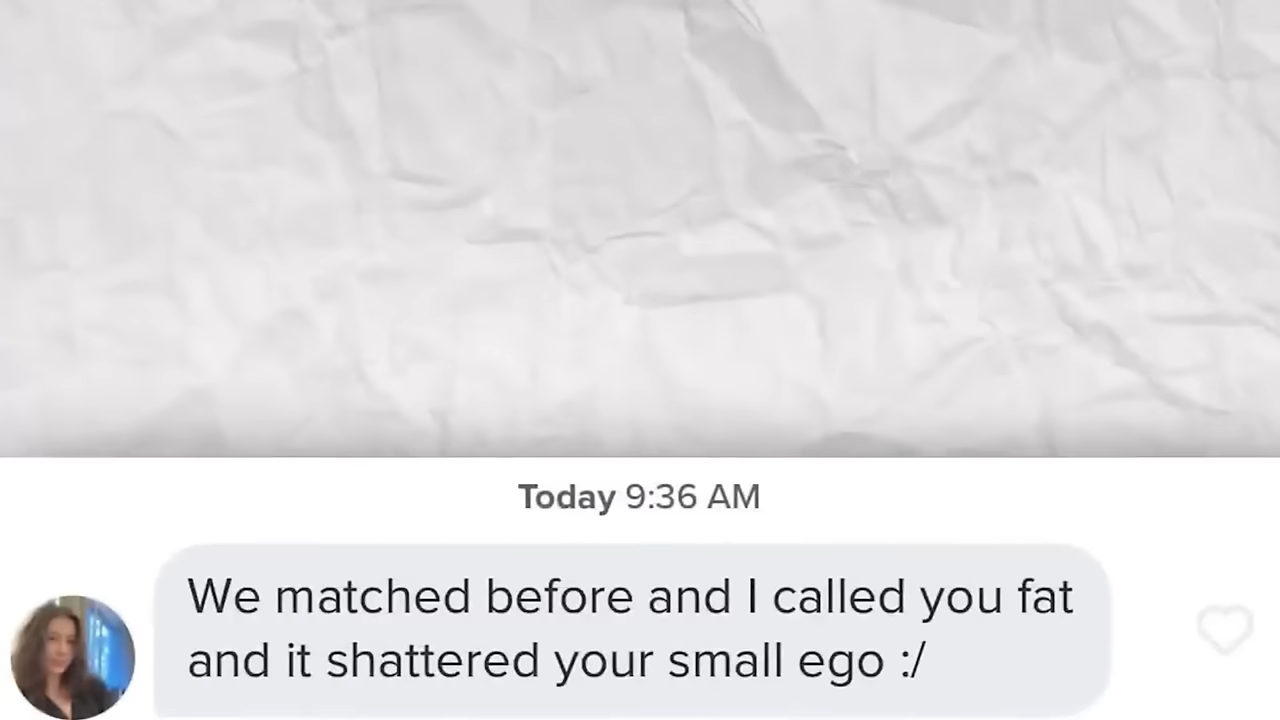 Today 9:36 AM
We matched before and I called you fat
and it shattered your small ego :/